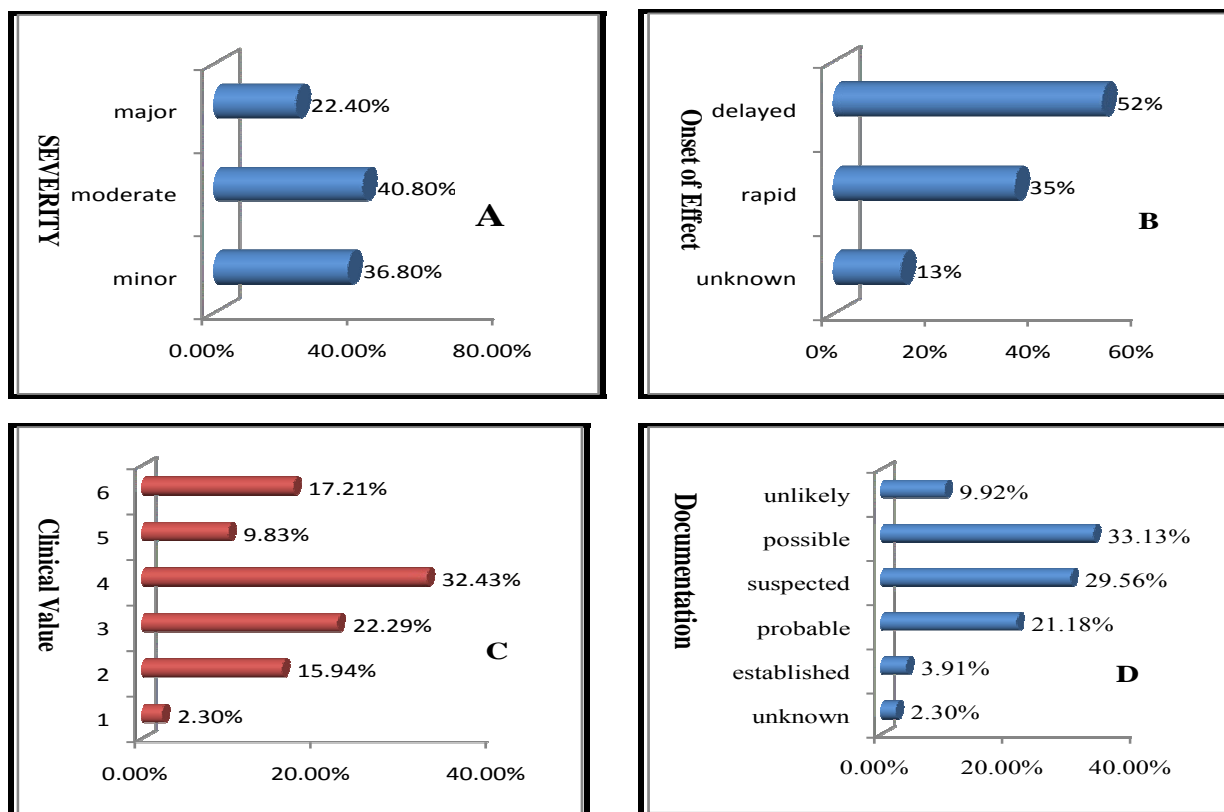 SEVERITY
major
22.40%
moderate
40.80%
A
minor
36.80%
0.00%
40.00%
80.00%
Onset of Effect
delayed
52%
rapid
35%
B
unknown
13%
0%
20%
40%
60%
Clinical Value
6
17.21%
5
9.83%
4
32.43%
3
22.29%
C
2
15.94%
1
2.30%
0.00%
20.00%
40.00%
Documentation
unlikely
9.92%
possible
33.13%
suspected
29.56%
probable
21.18%
established
3.91%
D
unknown
2.30%
0.00%
20.00%
40.00%